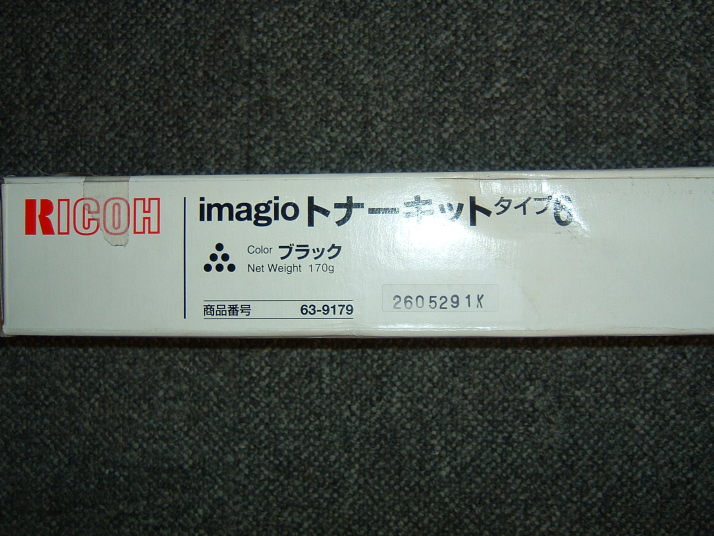 RICOH
imagioトナーキットタイプ6
Color ブラック
Net Weight 170g
商品番号 63-9179
2605291K